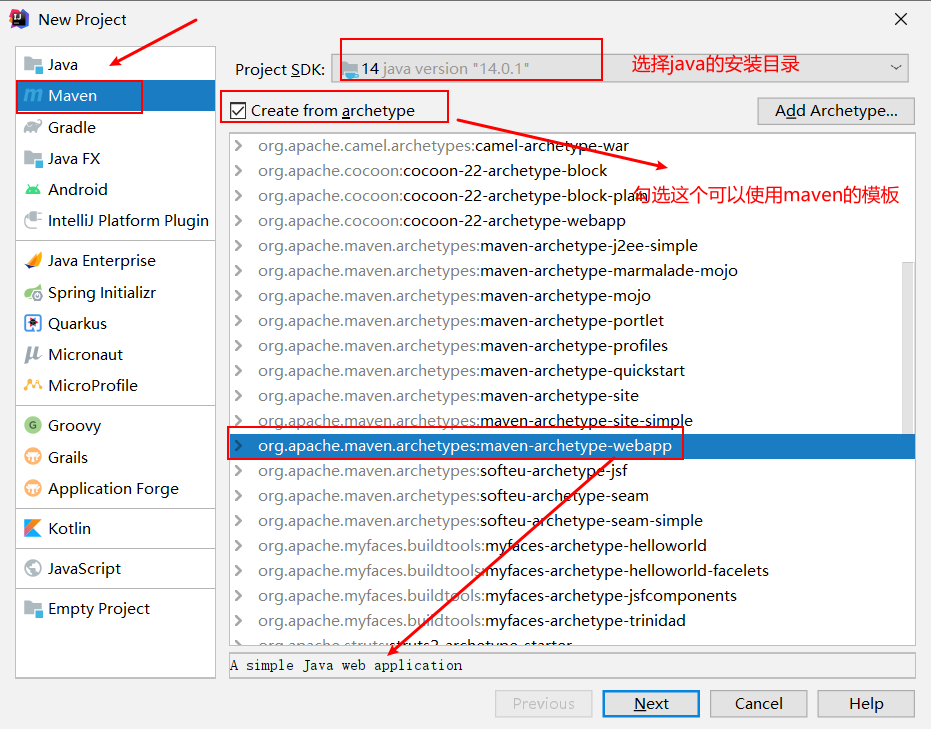 New Project
Java
Maven
Gradle
Java FX
Android
IntelliJ Platform Plugin
Java Enterprise
Spring Initializr
Quarkus
Micronaut
MicroProfile
Groovy
Grails
Application Forge
Kotlin
JavaScript
Empty Project
Project SDK: 14 java version "14.0.1" 选择java的安装目录
Create from archetype
Add Archetype...
org.apache.camel.archetypes:camel-archetype-war
org.apache.cocoon:cocoon-22-archetype-block
org.apache.cocoon:cocoon-22-archetype-block-plain
勾选这个可以使用maven的模板
org.apache.cocoon:cocoon-22-archetype-webapp
org.apache.maven.archetypes:maven-archetype-j2ee-simple
org.apache.maven.archetypes:maven-archetype-marmalade-mojo
org.apache.maven.archetypes:maven-archetype-mojo
org.apache.maven.archetypes:maven-archetype-portlet
org.apache.maven.archetypes:maven-archetype-profiles
org.apache.maven.archetypes:maven-archetype-quickstart
org.apache.maven.archetypes:maven-archetype-site
org.apache.maven.archetypes:maven-archetype-site-simple
org.apache.maven.archetypes:maven-archetype-webapp
org.apache.maven.archetypes:softeu-archetype-jsf
org.apache.maven.archetypes:softeu-archetype-seam
org.apache.maven.archetypes:softeu-archetype-seam-simple
org.apache.myfaces.buildtools:myfaces-archetype-helloworld
org.apache.myfaces.buildtools:myfaces-archetype-helloworld-facelets
org.apache.myfaces.buildtools:myfaces-archetype-jsfcomponents
org.apache.myfaces.buildtools:myfaces-archetype-trinidad
org.apache.struts:struts2-archetype-starter
A simple Java web application
Previous
Next
Cancel
Help